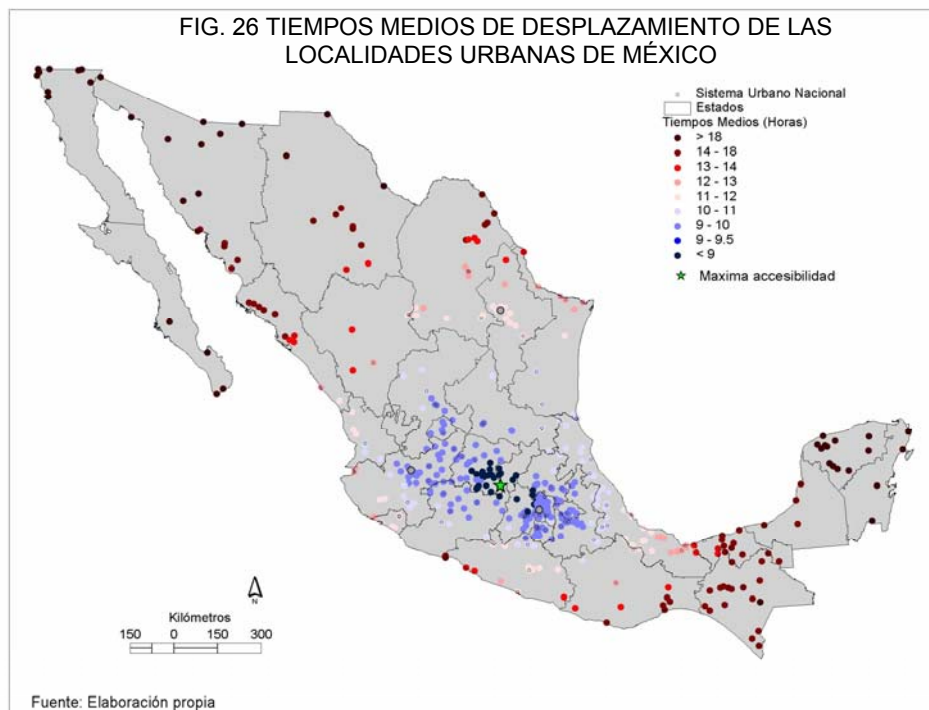 FIG. 26 TIEMPOS MEDIOS DE DESPLAZAMIENTO DE LAS
LOCALIDADES URBANAS DE MÉXICO
Sistema Urbano Nacional
Estados
Tiempos Medios (Horas)
> 18
14 - 18
13 - 14
12 - 13
11 - 12
10 - 11
9 - 10
9 - 9.5
< 9
Maxima accesibilidad
N
Kilómetros
150 0 150 300
Fuente: Elaboración propia